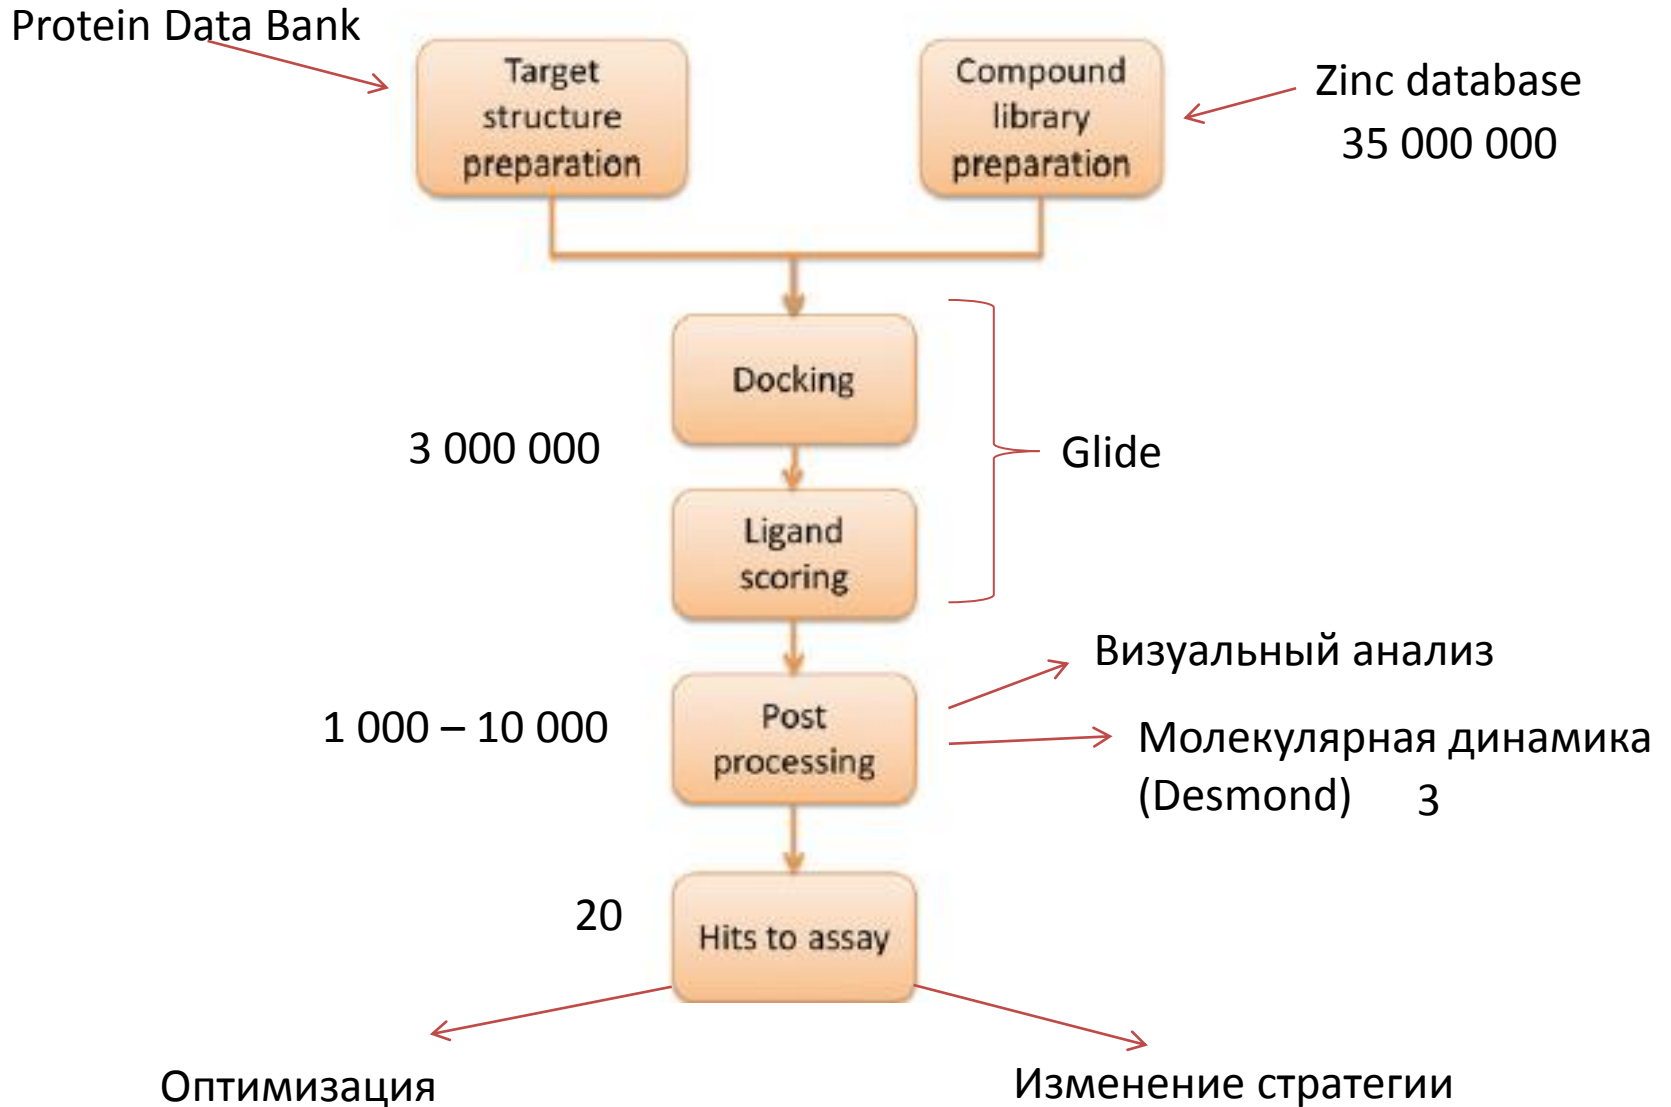 Protein Data Bank
Target
structure
preparation
Compound
library
preparation
Zinc database
35 000 000
Docking
3 000 000
Glide
Ligand
scoring
Визуальный анализ
1 000 – 10 000
Post
processing
Молекулярная динамика
(Desmond) 3
20
Hits to assay
Оптимизация
Изменение стратегии